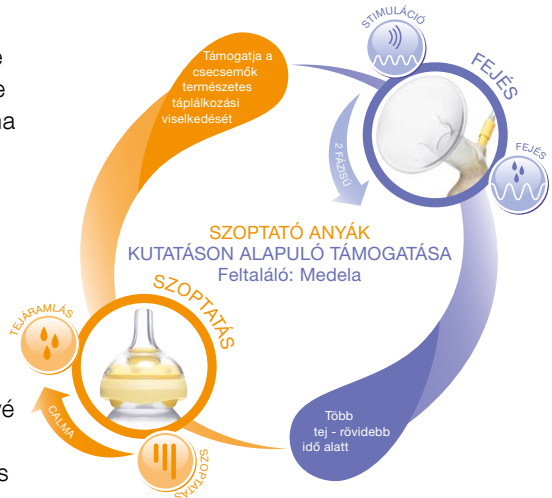 STIMULÁCIÓ
FEJÉS
Támogatja a
csecsemők
természetes
táplálkozási
viselkedését
2 FÁZISÚ
FEJÉS
SZOPTATÓ ANYÁK
KUTATÁSON ALAPULÓ TÁMOGATÁSA
Feltaláló: Medela
SZOPTATÁS
TEJÁRAMLÁS
CALMA
SZOPTATÁS
Több
tej - rövidebb
idő alatt